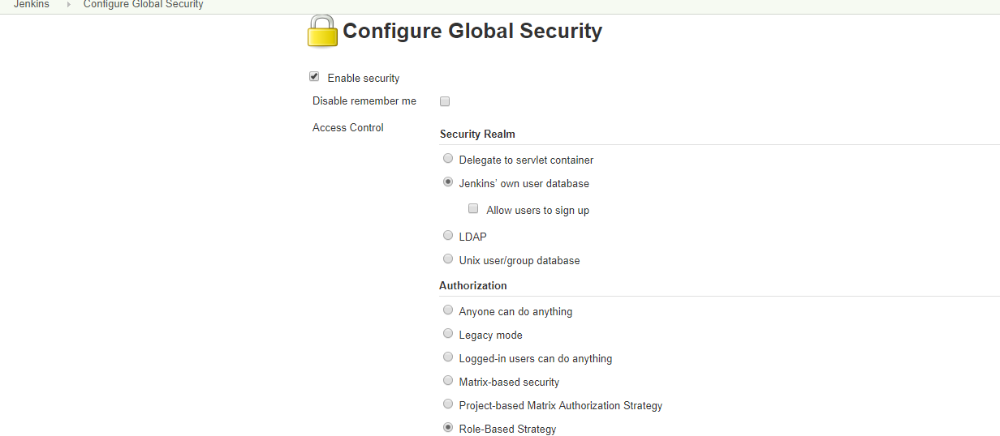 Jenkins Configure Global Security
Configure Global Security
Enable security
Disable remember me
Access Control
Security Realm
Delegate to servlet container
Jenkins’ own user database
Allow users to sign up
LDAP
Unix user/group database
Authorization
Anyone can do anything
Legacy mode
Logged-in users can do anything
Matrix-based security
Project-based Matrix Authorization Strategy
Role-Based Strategy